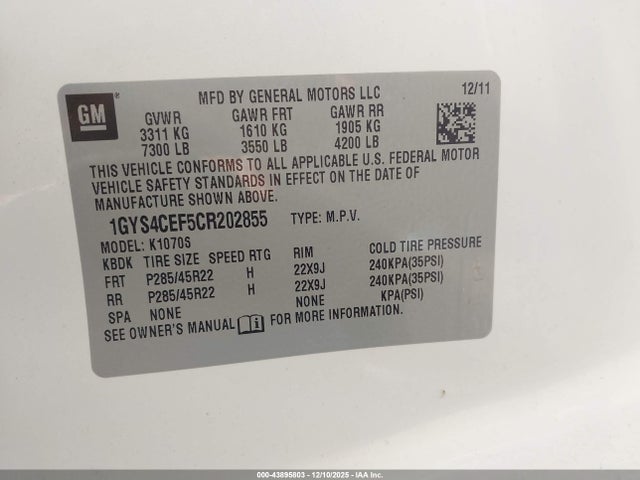 GM®
MFD BY GENERAL MOTORS LLC 12/11
GVWR GAWR FRT GAWR RR
3311 KG 1610 KG 1905 KG
7300 LB 3550 LB 4200 LB
THIS VEHICLE CONFORMS TO ALL APPLICABLE U.S. FEDERAL MOTOR
VEHICLE SAFETY STANDARDS IN EFFECT ON THE DATE OF
MANUFACTURE SHOWN ABOVE.
1GYS4CEF5CR202855 TYPE: M.P.V.
MODEL: K10706
KBDK TIRE SIZE SPEED RTG RIM COLD TIRE PRESSURE
FRT P285/45R22 H 22X9J 240KPA(35PSI)
RR P285/45R22 H 22X9J 240KPA(35PSI)
SPA NONE NONE KPA(PSI)
SEE OWNER'S MANUAL i FOR MORE INFORMATION.
000-43895803 - 12/10/2025 - IAA Inc.